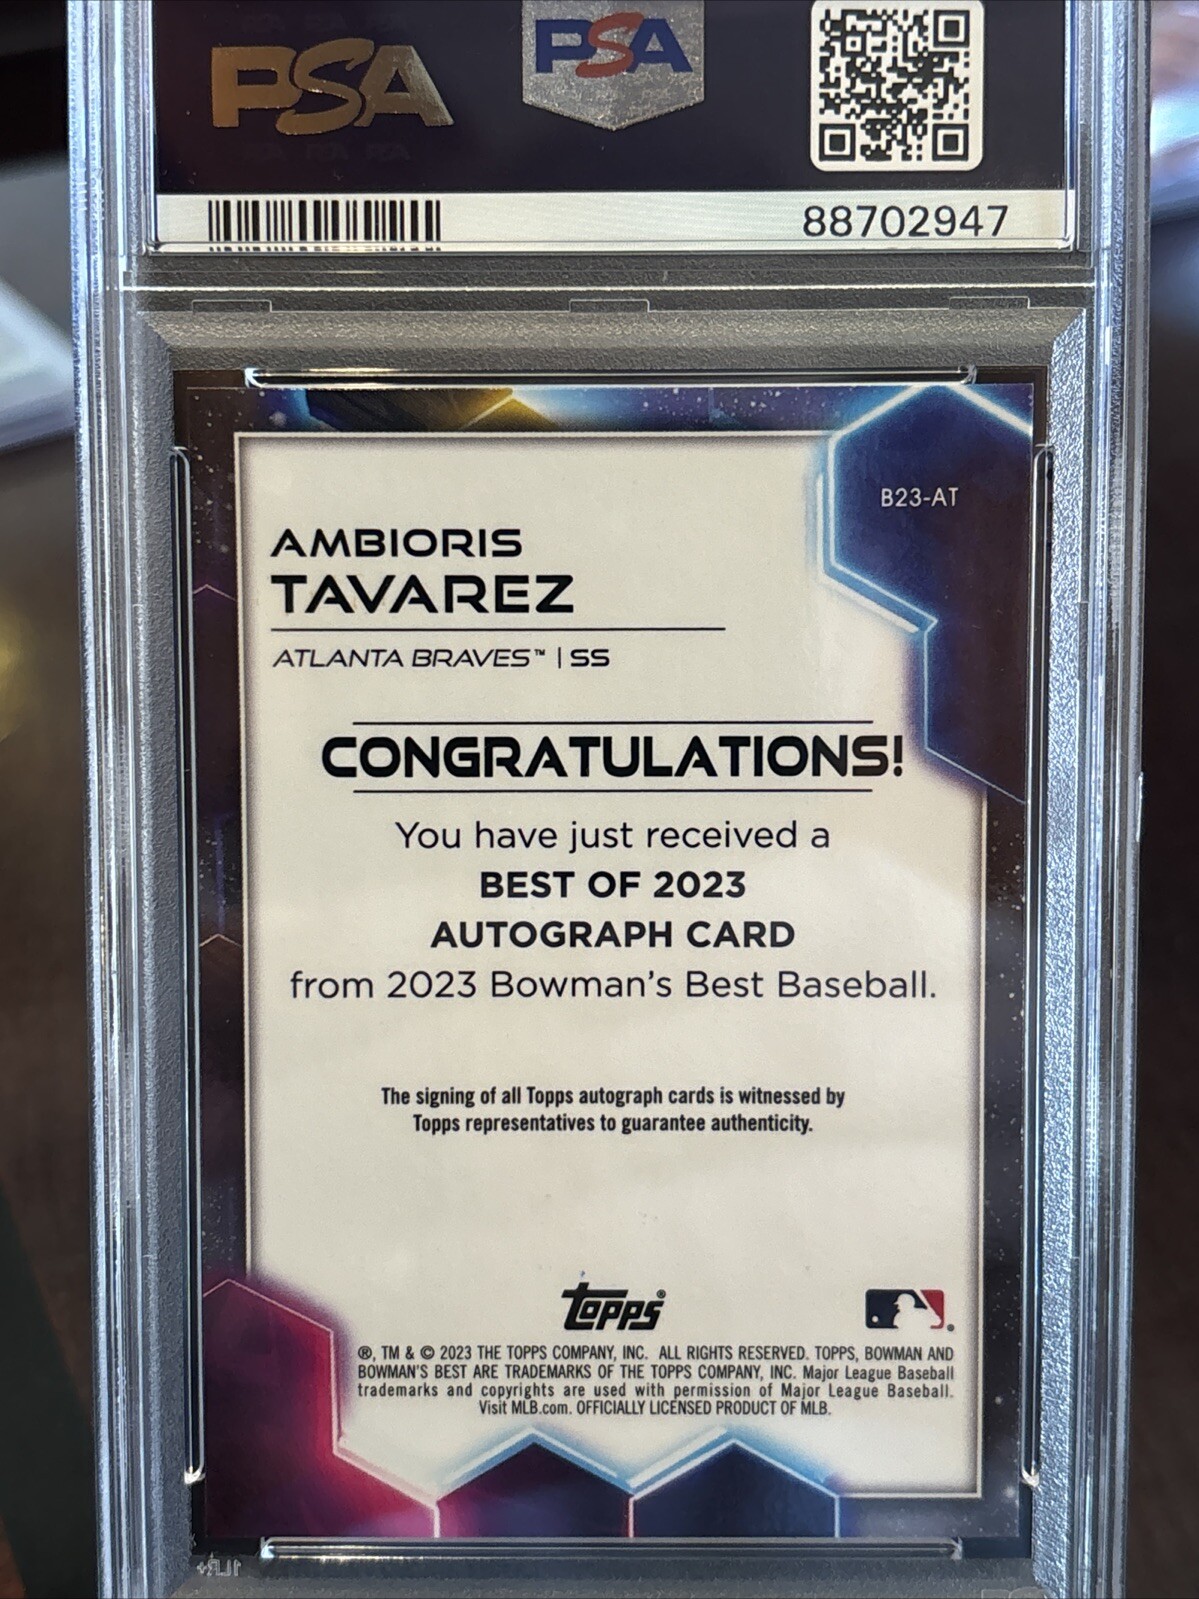 PSA
PSA
88702947
B23-AT
AMBIORIS
TAVAREZ
ATLANTA BRAVES™ | SS
CONGRATULATIONS!
You have just received a
BEST OF 2023
AUTOGRAPH CARD
from 2023 Bowman's Best Baseball.
The signing of all Topps autograph cards is witnessed by
Topps representatives to guarantee authenticity.
topps®
®, TM & © 2023 THE TOPPS COMPANY, INC. ALL RIGHTS RESERVED. TOPPS, BOWMAN AND
BOWMAN'S BEST ARE TRADEMARKS OF THE TOPPS COMPANY, INC. Major League Baseball
trademarks and copyrights are used with permission of Major League Baseball.
Visit MLB.com. OFFICIALLY LICENSED PRODUCT OF MLB.